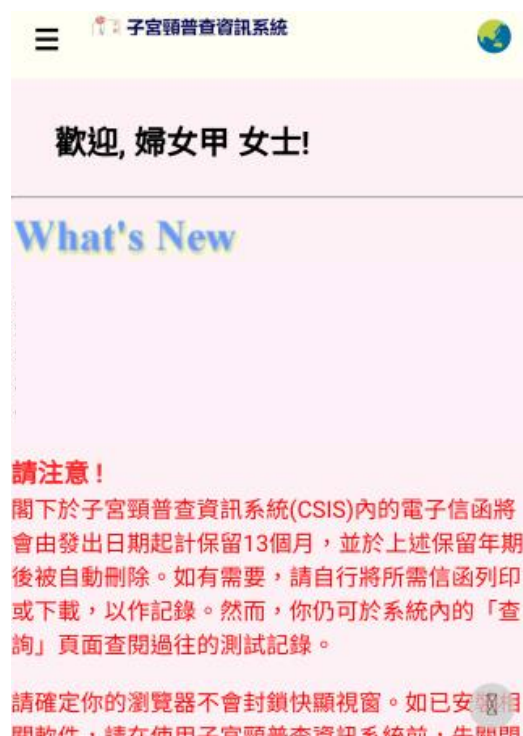 子宮頸普查資訊系統
歡迎, 婦女甲 女士!
What's New
請注意 !
閣下於子宮頸普查資訊系統(CSIS)內的電子信函將
會由發出日期起計保留13個月，並於上述保留年期
後被自動刪除。如有需要，請自行將所需信函列印
或下載，以作記錄。然而，你仍可於系統內的「查
詢」頁面查閱過往的測試記錄。
請確定你的瀏覽器不會封鎖快顯視窗。如已安裝相
關軟件，請在使用子宮頸普查資訊系統前，先關閉